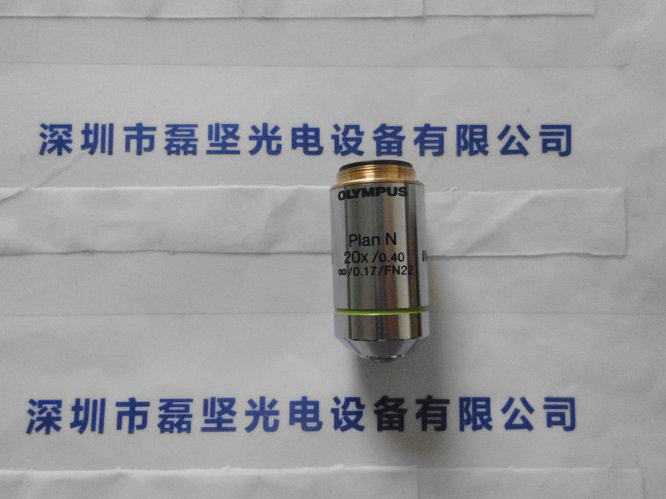 深圳市磊坚光电设备有限公司
OLYMPUS
Plan N
20x/0.40
∞/0.17/FN22
深圳市磊坚光电设备有限公司